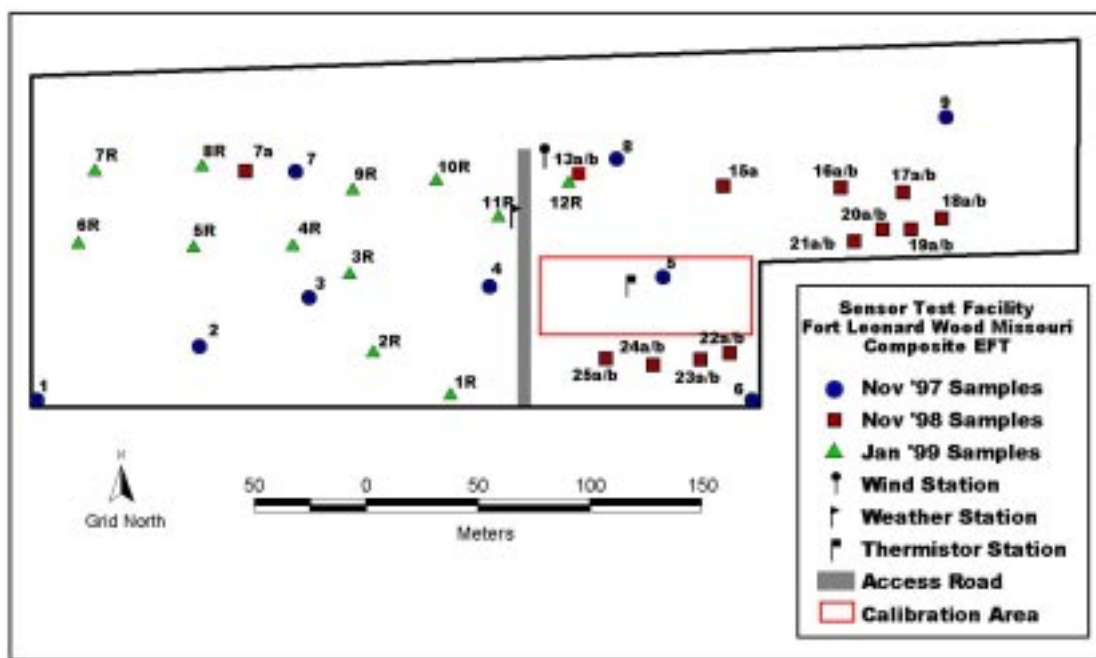 9
7R
8R
7a
7
13a/b
8
9R
10R
15a
16a/b
17a/b
11R
12R
18a/b
6R
5R
4R
20a/b
19a/b
21a/b
3R
5
4
3
2
2R
24a/b
22a/b
25a/b
23a/b
1
1R
6
Sensor Test Facility
Fort Leonard Wood Missouri
Composite EFT
Nov '97 Samples
Nov '98 Samples
Jan '99 Samples
Wind Station
Weather Station
Thermistor Station
Access Road
Calibration Area
N
Grid North
50 0 50 100 150
Meters